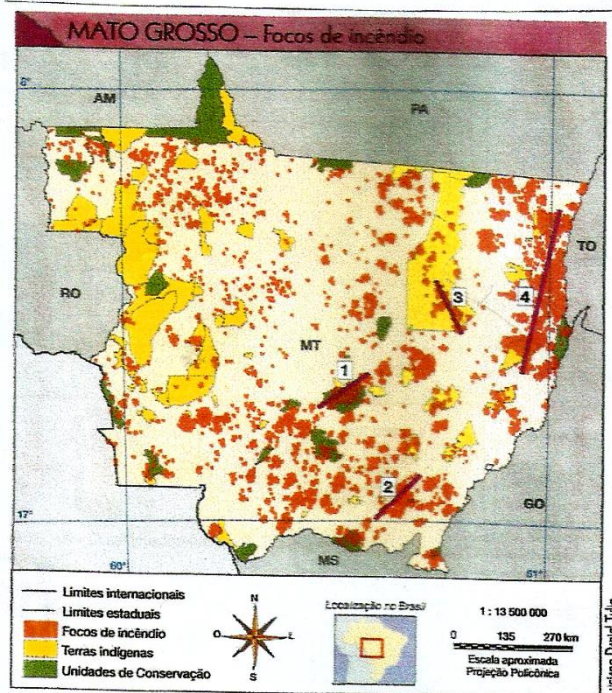 MATO GROSSO – Focos de incêndio
AM
PA
8°
TO
RO
3
4
MT
1
2
GO
17°
MS
60°
51°
Limites internacionais
Limites estaduais
Focos de incêndio
Terras indígenas
Unidades de Conservação
N
O
L
S
Localização no Brasil
1 : 13 500 000
0 135 270 km
Escala aproximada
Projeção Policônica